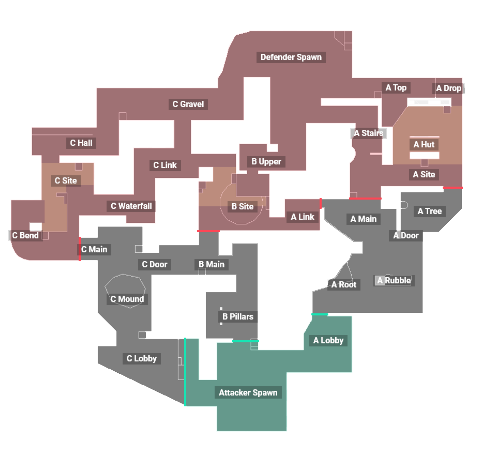 Defender Spawn
A Top
A Drop
C Gravel
A Stairs
C Hall
A Hut
C Link
B Upper
A Site
C Site
C Waterfall
B Site
A Link
A Main
A Tree
C Bend
A Door
C Main
C Door
B Main
A Root
A Rubble
C Mound
B Pillars
A Lobby
C Lobby
Attacker Spawn